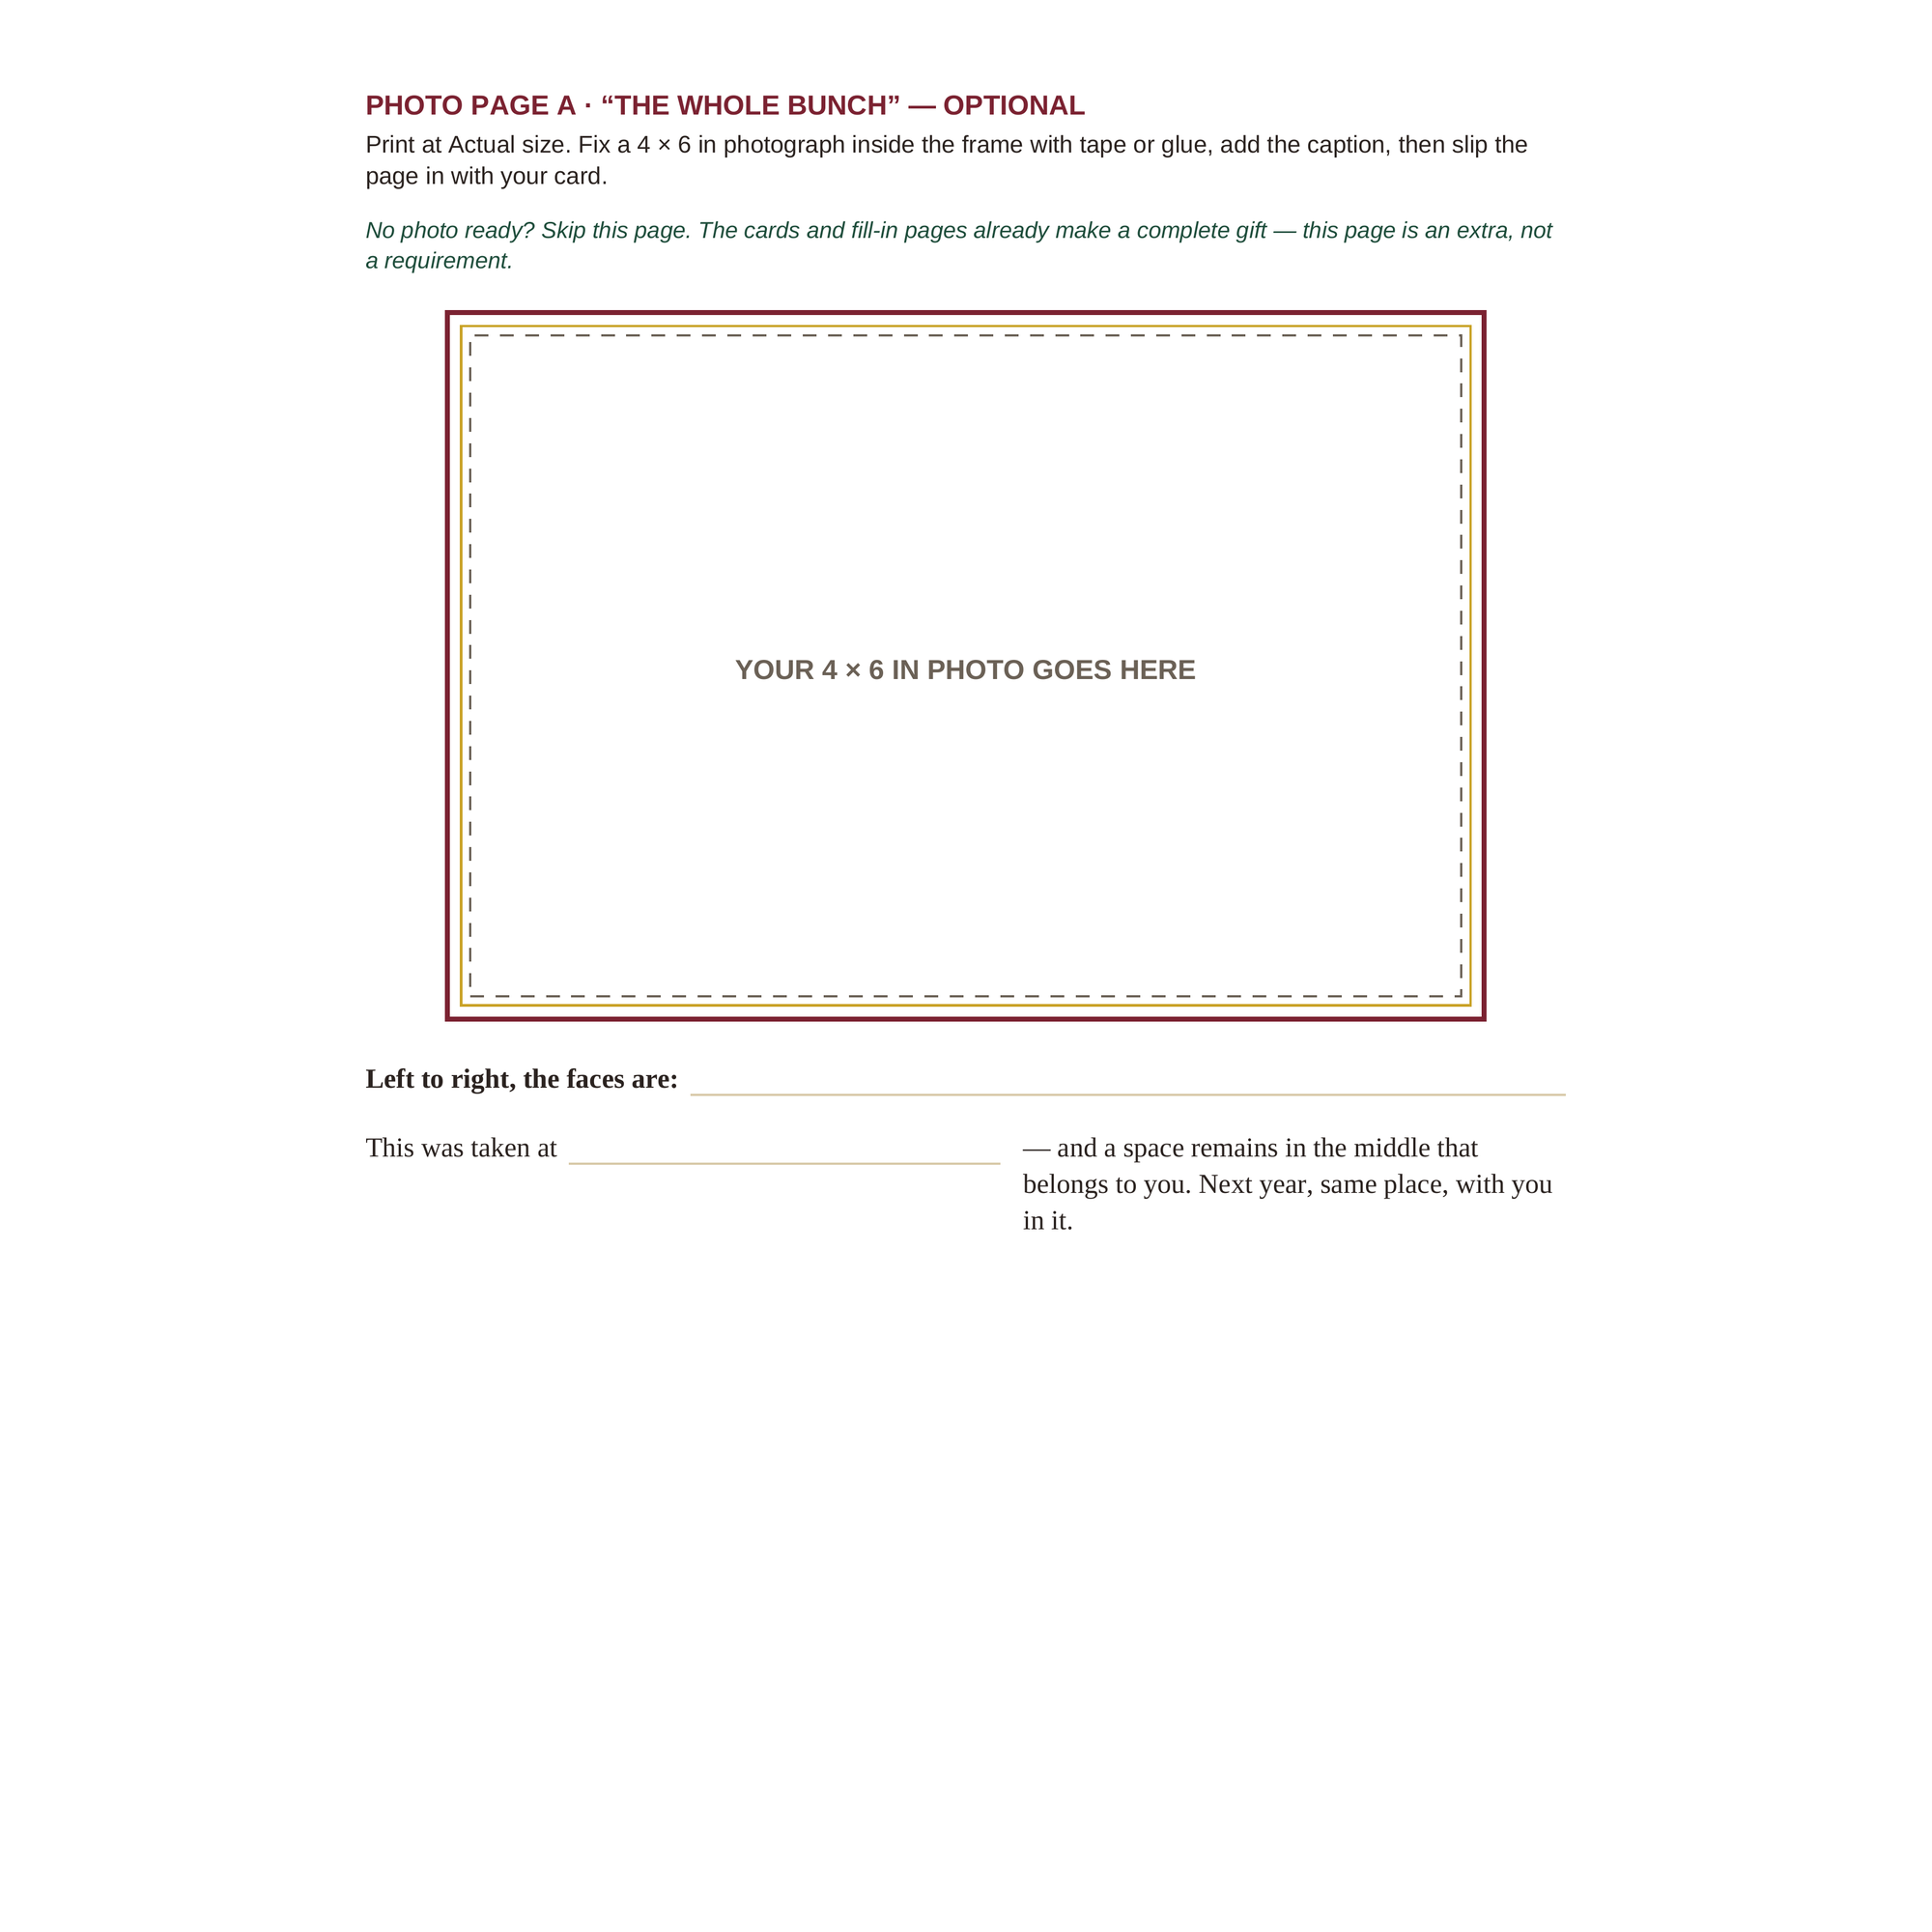 PHOTO PAGE A · “THE WHOLE BUNCH” — OPTIONAL
Print at Actual size. Fix a 4 × 6 in photograph inside the frame with tape or glue, add the caption, then slip the
page in with your card.
No photo ready? Skip this page. The cards and fill-in pages already make a complete gift — this page is an extra, not
a requirement.
YOUR 4 × 6 IN PHOTO GOES HERE
Left to right, the faces are:
This was taken at
— and a space remains in the middle that
belongs to you. Next year, same place, with you
in it.